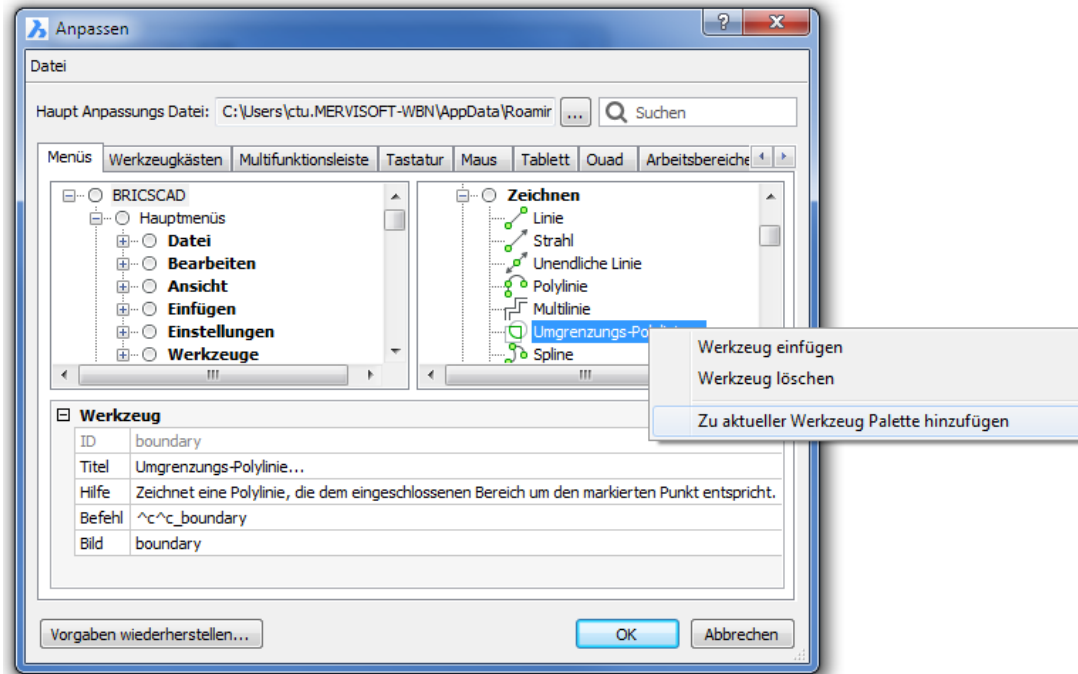 Anpassen
Datei
Haupt Anpassungs Datei: C:\Users\ctu.MERVISOFT-WBN\AppData\Roamir ... Suchen
Menüs Werkzeugkästen Multifunktionsleiste Tastatur Maus Tablett Quad Arbeitsbereiche
BRICSCAD
Hauptmenüs
Datei
Bearbeiten
Ansicht
Einfügen
Einstellungen
Werkzeuge
Zeichnen
Linie
Strahl
Unendliche Linie
Polylinie
Multilinie
Umgrenzungs-Polylinie...
Spline
Werkzeug einfügen
Werkzeug löschen
Zu aktueller Werkzeug Palette hinzufügen
Werkzeug
ID boundary
Titel Umgrenzungs-Polylinie...
Hilfe Zeichnet eine Polylinie, die dem eingeschlossenen Bereich um den markierten Punkt entspricht.
Befehl ^c^c_boundary
Bild boundary
Vorgaben wiederherstellen... OK Abbrechen